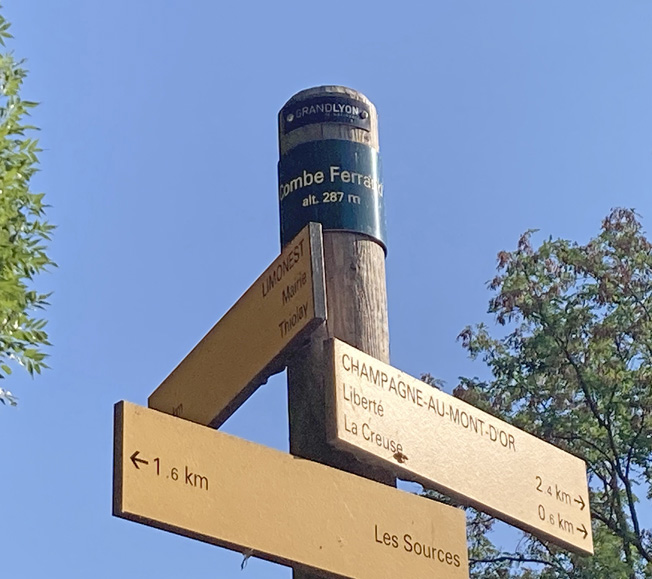 GRANDLYON
Combe Ferrand
alt. 287 m
LIMONEST
Mairie
Thiolay
km
CHAMPAGNE-AU-MONT-D'OR
Liberté
La Creuse
2.4 km →
0.6 km →
← 1.6 km
Les Sources